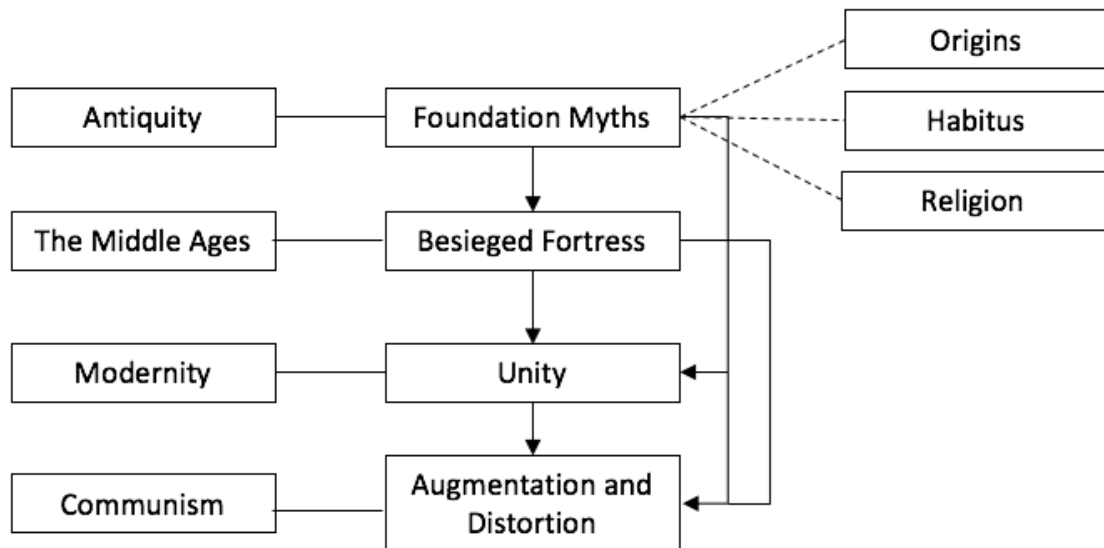 Origins
Antiquity
Foundation Myths
Habitus
Religion
The Middle Ages
Besieged Fortress
Modernity
Unity
Communism
Augmentation and
Distortion